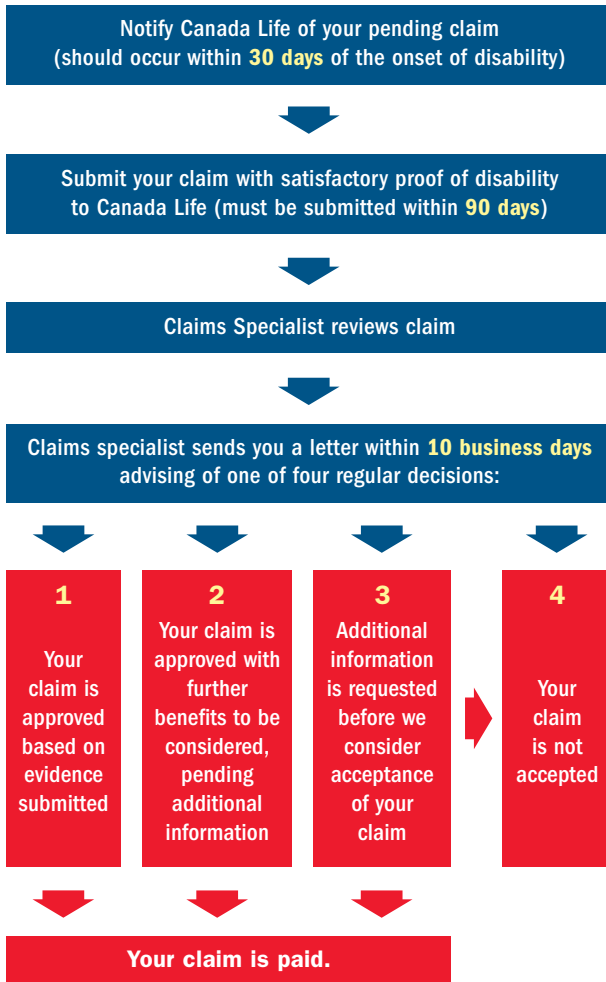 Notify Canada Life of your pending claim
(should occur within 30 days of the onset of disability)
Submit your claim with satisfactory proof of disability
to Canada Life (must be submitted within 90 days)
Claims Specialist reviews claim
Claims specialist sends you a letter within 10 business days
advising of one of four regular decisions:
1
Your
claim is
approved
based on
evidence
submitted
2
Your claim is
approved with
further
benefits to be
considered,
pending
additional
information
3
Additional
information
is requested
before we
consider
acceptance
of your
claim
4
Your
claim
is not
accepted
Your claim is paid.